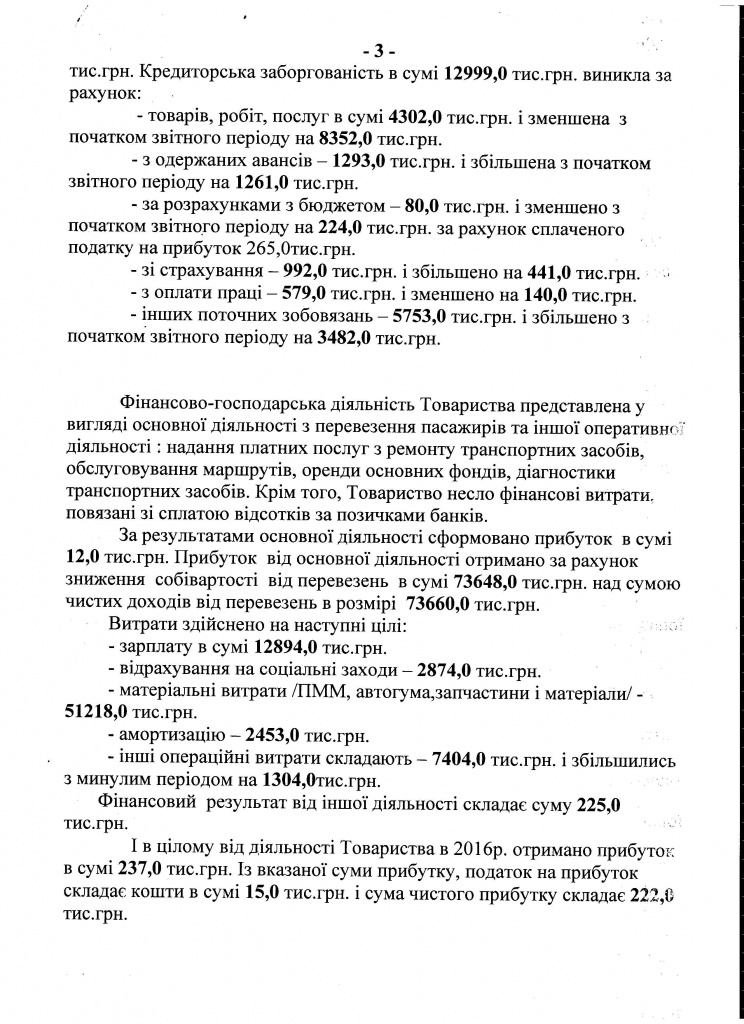 - 3 -
тис.грн. Кредиторська заборгованість в сумі 12999,0 тис.грн. виникла за
рахунок:
- товарів, робіт, послуг в сумі 4302,0 тис.грн. і зменшена з
початком звітного періоду на 8352,0 тис.грн.
- з одержаних авансів – 1293,0 тис.грн. і збільшена з початком
звітного періоду на 1261,0 тис.грн.
- за розрахунками з бюджетом – 80,0 тис.грн. і зменшено з
початком звітного періоду на 224,0 тис.грн. за рахунок сплаченого
податку на прибуток 265,0тис.грн.
- зі страхування – 992,0 тис.грн. і збільшено на 441,0 тис.грн.
- з оплати праці – 579,0 тис.грн. і зменшено на 140,0 тис.грн.
- інших поточних зобовязань – 5753,0 тис.грн. і збільшено з
початком звітного періоду на 3482,0 тис.грн.
Фінансово-господарська діяльність Товариства представлена у
вигляді основної діяльності з перевезення пасажирів та іншої оперативної
діяльності : надання платних послуг з ремонту транспортних засобів,
обслуговування маршрутів, оренди основних фондів, діагностики
транспортних засобів. Крім того, Товариство несло фінансові витрати,
повязані зі сплатою відсотків за позичками банків.
За результатами основної діяльності сформовано прибуток в сумі
12,0 тис.грн. Прибуток від основної діяльності отримано за рахунок
зниження собівартості від перевезень в сумі 73648,0 тис.грн. над сумою
чистих доходів від перевезень в розмірі 73660,0 тис.грн.
Витрати здійснено на наступні цілі:
- зарплату в сумі 12894,0 тис.грн.
- відрахування на соціальні заходи – 2874,0 тис.грн.
- матеріальні витрати /ПММ, автогума,запчастини і матеріали/ -
51218,0 тис.грн.
- амортизацію – 2453,0 тис.грн.
- інші операційні витрати складають – 7404,0 тис.грн. і збільшились
з минулим періодом на 1304,0тис.грн.
Фінансовий результат від іншої діяльності складає суму 225,0
тис.грн.
І в цілому від діяльності Товариства в 2016р. отримано прибуток
в сумі 237,0 тис.грн. Із вказаної суми прибутку, податок на прибуток
складає кошти в сумі 15,0 тис.грн. і сума чистого прибутку складає 222,0
тис.грн.